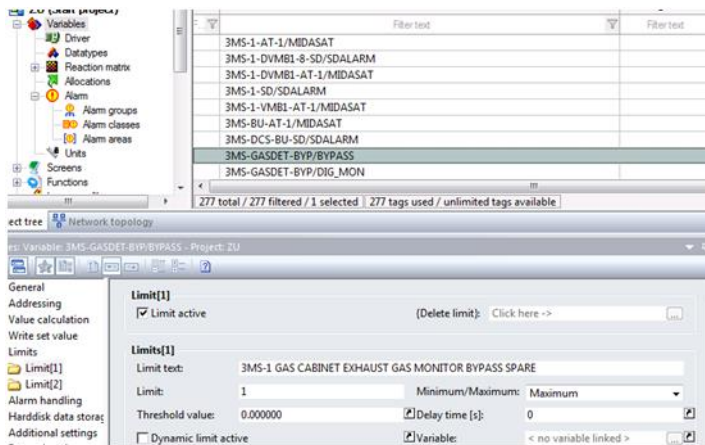 ZU (Start project)
Variables
Driver
Datatypes
Reaction matrix
Allocations
Alarm
Alarm groups
Alarm classes
Alarm areas
Units
Screens
Functions
Filter text Filter text
3MS-1-AT-1/MIDASAT
3MS-1-DVMB1-8-SD/SDALARM
3MS-1-DVMB1-AT-1/MIDASAT
3MS-1-SD/SDALARM
3MS-1-VMB1-AT-1/MIDASAT
3MS-BU-AT-1/MIDASAT
3MS-DCS-BU-SD/SDALARM
3MS-GASDET-BYP/BYPASS
3MS-GASDET-BYP/DIG_MON
277 total / 277 filtered / 1 selected 277 tags used / unlimited tags available
ect tree Network topology
es: Variable: 3MS-GASDET-BYP/BYPASS - Project: ZU
General
Addressing
Value calculation
Write set value
Limits
Limit[1]
Limit[2]
Alarm handling
Harddisk data storag
Additional settings
Limit[1]
Limit active (Delete limit): Click here -> ...
Limits[1]
Limit text: 3MS-1 GAS CABINET EXHAUST GAS MONITOR BYPASS SPARE
Limit: 1 Minimum/Maximum: Maximum
Threshold value: 0.000000 Delay time [s]: 0
Dynamic limit active Variable: < no variable linked > ...